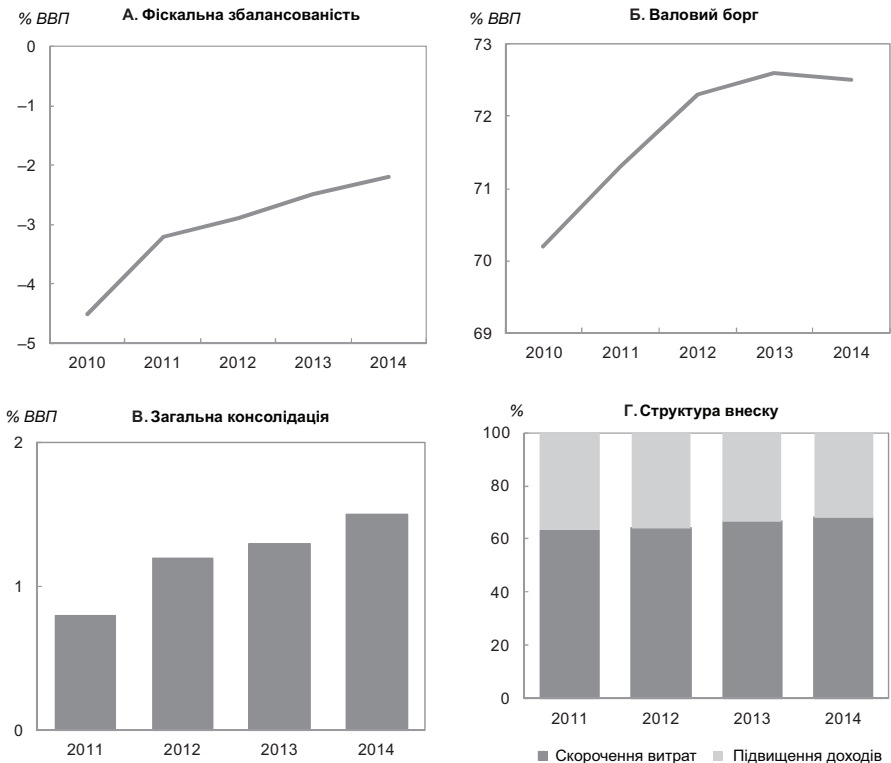 % ВВП
А. Фіскальна збалансованість
0
–1
–2
–3
–4
–5
2010 2011 2012 2013 2014
% ВВП
Б. Валовий борг
73
72
71
70
69
2010 2011 2012 2013 2014
% ВВП
В. Загальна консолідація
2
1
0
2011 2012 2013 2014
%
Г. Структура внеску
100
80
60
40
20
0
2011 2012 2013 2014
Скорочення витрат Підвищення доходів